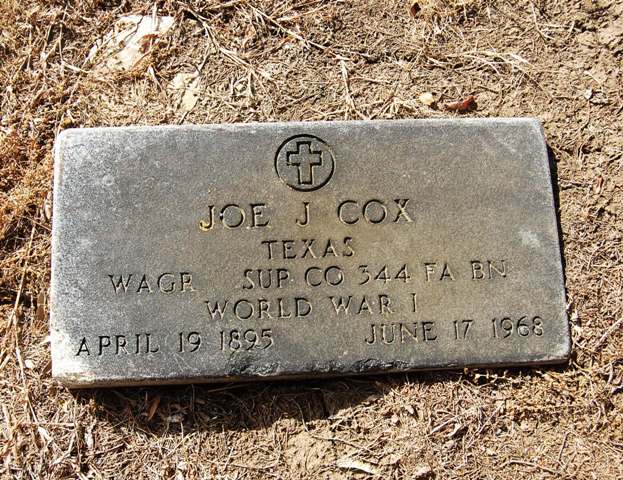 JOE J COX
TEXAS
WAGR SUP CO 344 FA BN
WORLD WAR I
APRIL 19 1895 JUNE 17 1968